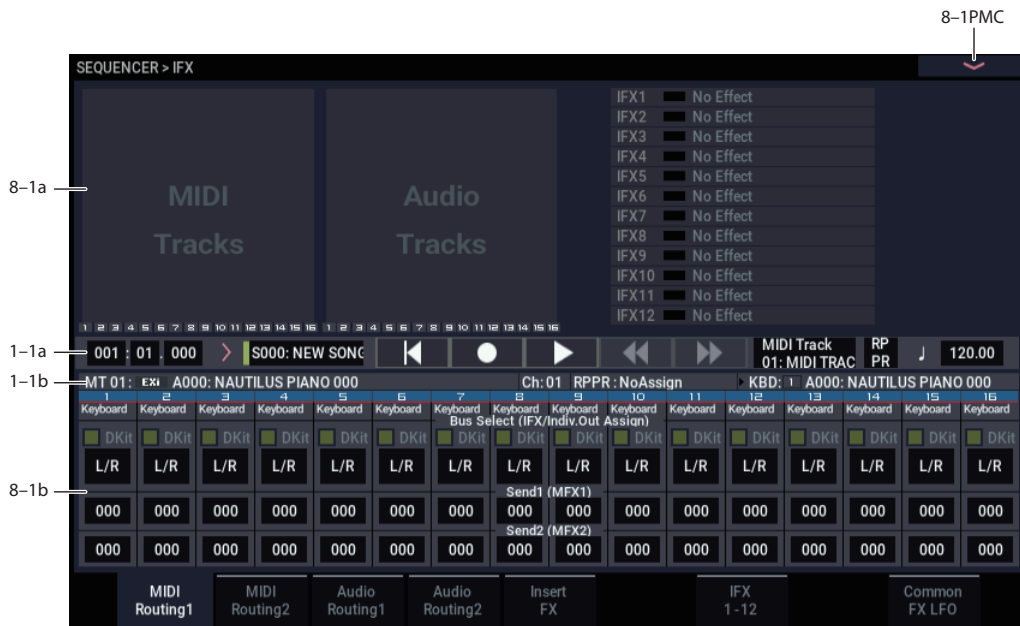 8–1PMC
SEQUENCER > IFX
IFX1 No Effect
IFX2 No Effect
IFX3 No Effect
IFX4 No Effect
IFX5 No Effect
IFX6 No Effect
IFX7 No Effect
IFX8 No Effect
IFX9 No Effect
IFX10 No Effect
IFX11 No Effect
IFX12 No Effect
8–1a
MIDI
Tracks
Audio
Tracks
1 2 3 4 5 6 7 8 9 10 11 12 13 14 15 16 1 2 3 4 5 6 7 8 9 10 11 12 13 14 15 16
1–1a
001 : 01 . 000 S000: NEW SONG MIDI Track RP ♩ 120.00
01: MIDI TRAC PR
1–1b
MT 01: EXi A000: NAUTILUS PIANO 000 Ch:01 RPPR : NoAssign KBD: 1 A000: NAUTILUS PIANO 000
1 2 3 4 5 6 7 8 9 10 11 12 13 14 15 16
Keyboard Keyboard Keyboard Keyboard Keyboard Keyboard Keyboard Keyboard Keyboard Keyboard Keyboard Keyboard Keyboard Keyboard Keyboard Keyboard
Bus Select (IFX/Indiv.Out Assign)
DKit DKit DKit DKit DKit DKit DKit DKit DKit DKit DKit DKit DKit DKit DKit DKit
L/R L/R L/R L/R L/R L/R L/R L/R L/R L/R L/R L/R L/R L/R L/R L/R
8–1b
Send1 (MFX1)
000 000 000 000 000 000 000 000 000 000 000 000 000 000 000 000
Send2 (MFX2)
000 000 000 000 000 000 000 000 000 000 000 000 000 000 000 000
MIDI Routing1 MIDI Routing2 Audio Routing1 Audio Routing2 Insert FX IFX 1-12 Common FX LFO